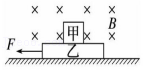 × × × ×
B
甲
× × × ×
F
乙